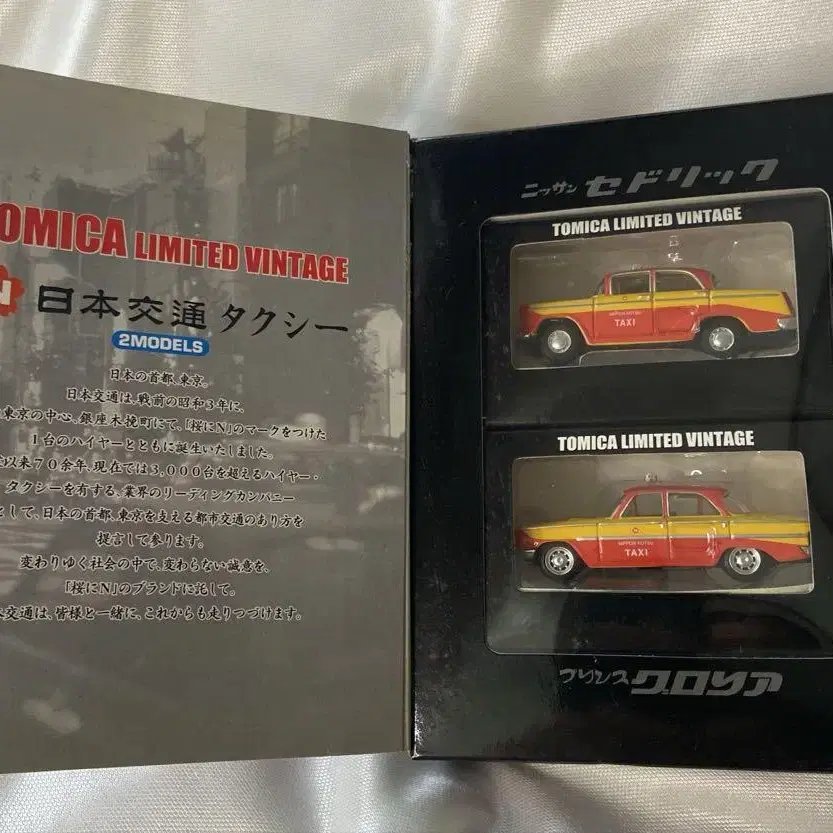 TOMICA LIMITED VINTAGE
N 日本交通 タクシー
2MODELS
日本の首都、東京。
日本交通は、戦前の昭和3年に、
東京の中心、銀座木挽町にて、「桜にN」のマークをつけた
1台のハイヤーとともに誕生いたしました。
以来70余年、現在では3,000台を超えるハイヤー・
タクシーを有する、業界のリーディングカンパニー
として、日本の首都、東京を支える都市交通のあり方を
提言して参ります。
変わりゆく社会の中で、変わらない誠意を、
「桜にN」のブランドに託して。
本交通は、皆様と一緒に、これからも走りつづけます。
ニッサン セドリック
TOMICA LIMITED VINTAGE
NIPPON KOTSU
TAXI
TOMICA LIMITED VINTAGE
NIPPON KOTSU
TAXI
プリンス グロリア